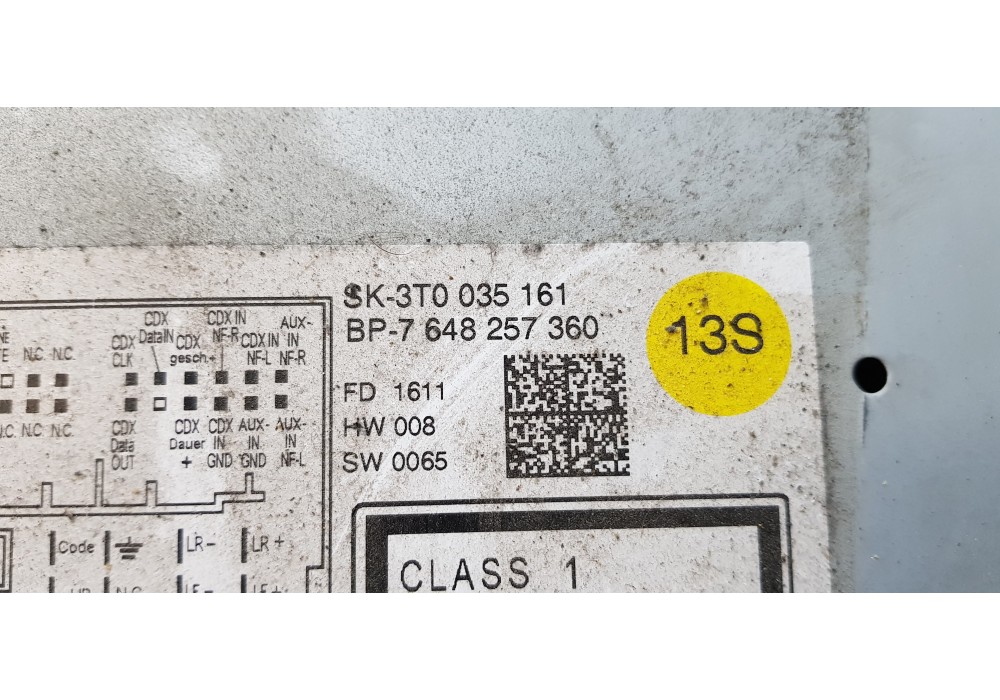 SK-3T0 035 161
BP-7 648 257 360
13S
FD 1611
HW 008
SW 0065
CDX IN AUX-
CDX NF-R IN
CDX DataIN CDX CDX IN
CLK gesch.+ NF-L NF-R
N.C. N.C.
N.C. N.C.
CDX CDX CDX AUX- AUX-
Data Dauer IN IN IN
OUT + GND GND NF-L
Code LR- LR+
CLASS 1